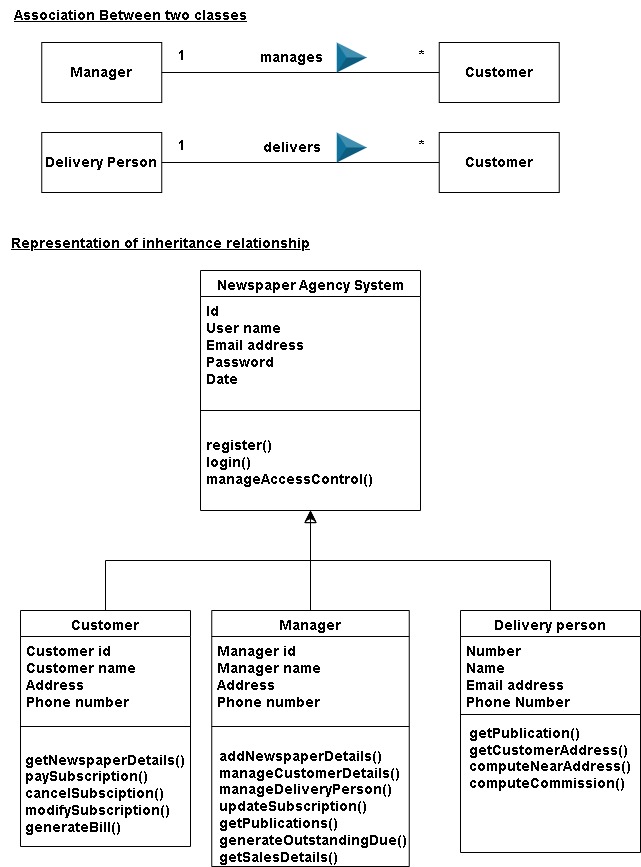 Association Between two classes
Manager 1 manages * Customer
Delivery Person 1 delivers * Customer
Representation of inheritance relationship
Newspaper Agency System
Id
User name
Email address
Password
Date
register()
login()
manageAccessControl()
Customer
Customer id
Customer name
Address
Phone number
getNewspaperDetails()
paySubscription()
cancelSubsciption()
modifySubscription()
generateBill()
Manager
Manager id
Manager name
Address
Phone number
addNewspaperDetails()
manageCustomerDetails()
manageDeliveryPerson()
updateSubscription()
getPublications()
generateOutstandingDue()
getSalesDetails()
Delivery person
Number
Name
Email address
Phone Number
getPublication()
getCustomerAddress()
computeNearAddress()
computeCommission()